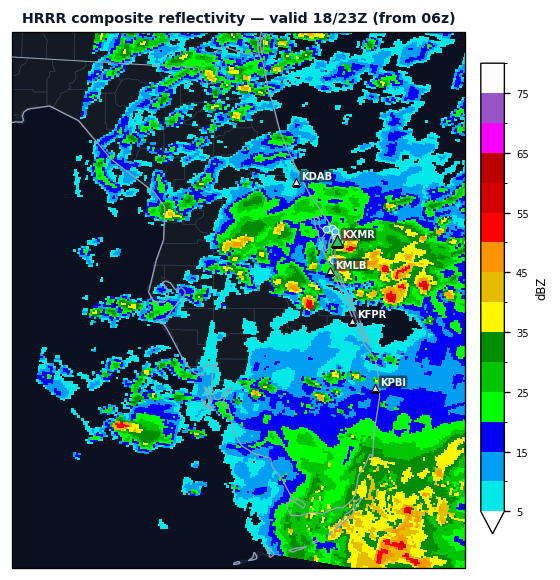 HRRR composite reflectivity — valid 18/23Z (from 06z)
75
65
55
45
35
25
15
5
dBZ
KDAB
KXMR
KMLB
KFPR
KPBI